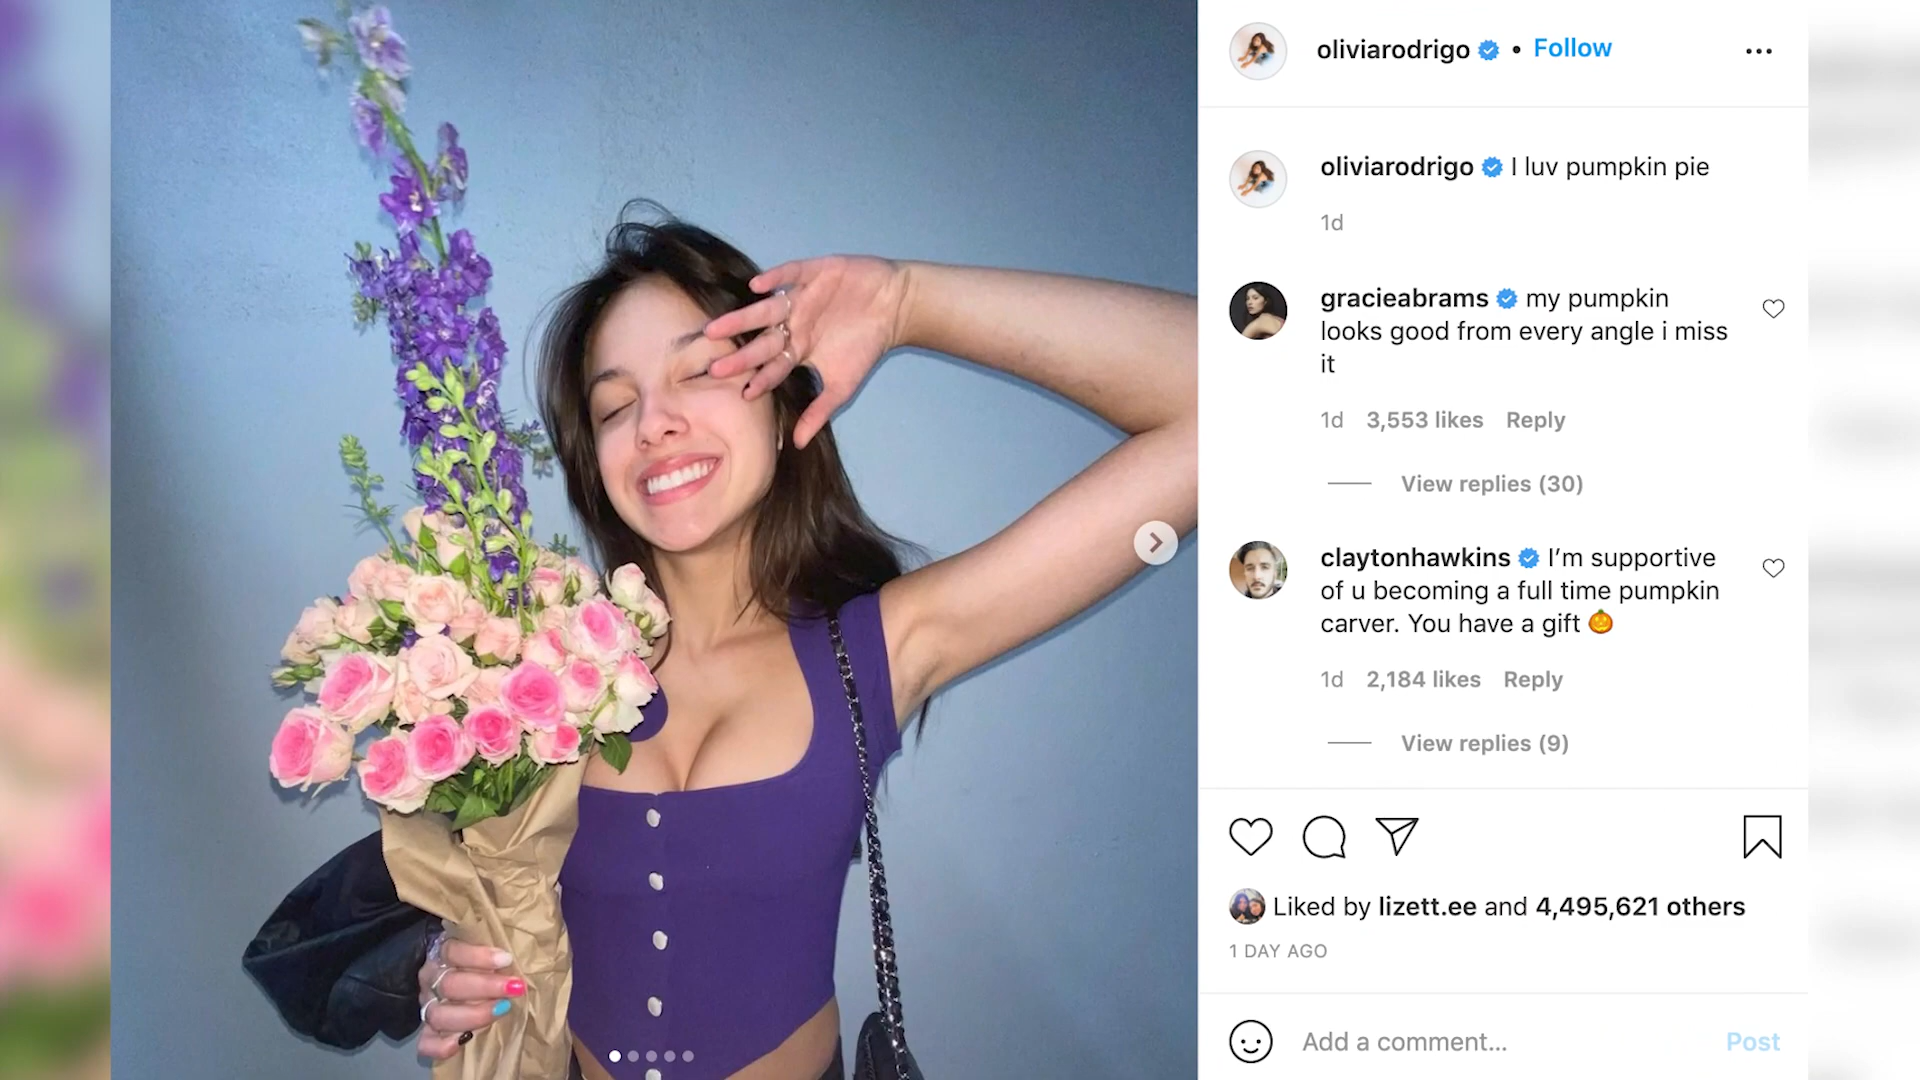 oliviarodrigo • Follow
oliviarodrigo I luv pumpkin pie
1d
gracieabrams my pumpkin
looks good from every angle i miss
it
1d 3,553 likes Reply
View replies (30)
claytonhawkins I’m supportive
of u becoming a full time pumpkin
carver. You have a gift 🎃
1d 2,184 likes Reply
View replies (9)
Liked by lizett.ee and 4,495,621 others
1 DAY AGO
Add a comment... Post